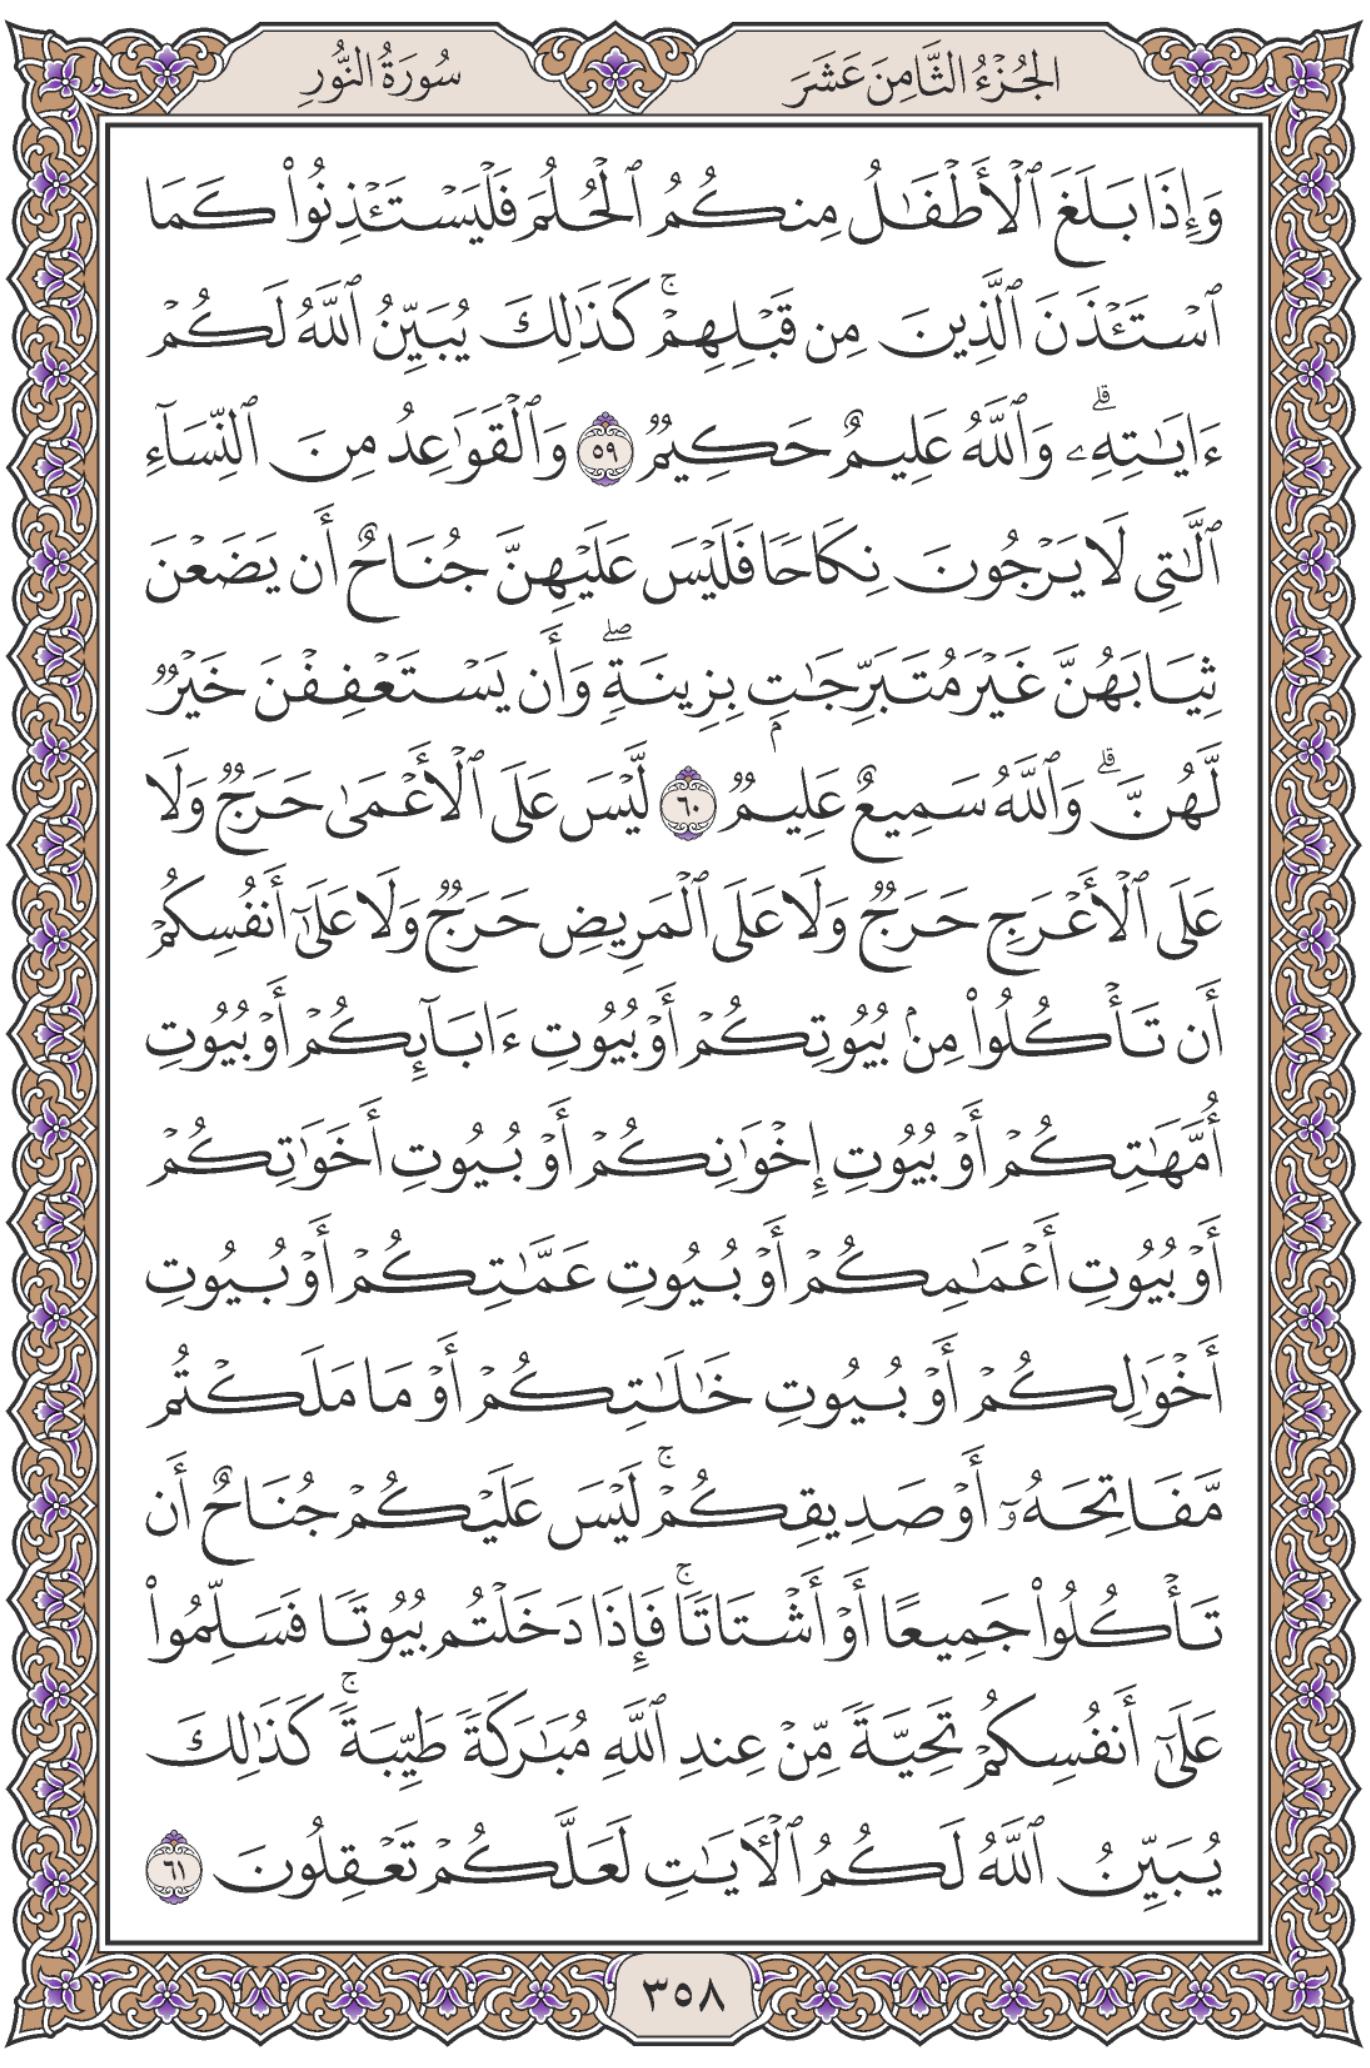 الجُزْءُ الثَّامِنَ عَشَرَ
سُورَةُ النُّورِ
وَإِذَا بَلَغَ ٱلْأَطْفَٰلُ مِنكُمُ ٱلْحُلُمَ فَلْيَسْتَـْٔذِنُوا۟ كَمَا
ٱسْتَـْٔذَنَ ٱلَّذِينَ مِن قَبْلِهِمْ ۚ كَذَٰلِكَ يُبَيِّنُ ٱللَّهُ لَكُمْ
ءَايَٰتِهِۦ ۗ وَٱللَّهُ عَلِيمٌ حَكِيمٌ ٥٩ وَٱلْقَوَٰعِدُ مِنَ ٱلنِّسَآءِ
ٱلَّٰتِى لَا يَرْجُونَ نِكَاحًا فَلَيْسَ عَلَيْهِنَّ جُنَاحٌ أَن يَضَعْنَ
ثِيَابَهُنَّ غَيْرَ مُتَبَرِّجَٰتٍۭ بِزِينَةٍ ۖ وَأَن يَسْتَعْفِفْنَ خَيْرٌ
لَّهُنَّ ۗ وَٱللَّهُ سَمِيعٌ عَلِيمٌ ٦٠ لَّيْسَ عَلَى ٱلْأَعْمَىٰ حَرَجٌ وَلَا
عَلَى ٱلْأَعْرَجِ حَرَجٌ وَلَا عَلَى ٱلْمَرِيضِ حَرَجٌ وَلَا عَلَىٰٓ أَنفُسِكُمْ
أَن تَأْكُلُوا۟ مِنۢ بُيُوتِكُمْ أَوْ بُيُوتِ ءَابَآئِكُمْ أَوْ بُيُوتِ
أُمَّهَٰتِكُمْ أَوْ بُيُوتِ إِخْوَٰنِكُمْ أَوْ بُيُوتِ أَخَوَٰتِكُمْ
أَوْ بُيُوتِ أَعْمَٰمِكُمْ أَوْ بُيُوتِ عَمَّٰتِكُمْ أَوْ بُيُوتِ
أَخْوَٰلِكُمْ أَوْ بُيُوتِ خَٰلَٰتِكُمْ أَوْ مَا مَلَكْتُم
مَّفَاتِحَهُۥٓ أَوْ صَدِيقِكُمْ ۚ لَيْسَ عَلَيْكُمْ جُنَاحٌ أَن
تَأْكُلُوا۟ جَمِيعًا أَوْ أَشْتَاتًا ۚ فَإِذَا دَخَلْتُم بُيُوتًا فَسَلِّمُوا۟
عَلَىٰٓ أَنفُسِكُمْ تَحِيَّةً مِّنْ عِندِ ٱللَّهِ مُبَٰرَكَةً طَيِّبَةً ۚ كَذَٰلِكَ
يُبَيِّنُ ٱللَّهُ لَكُمُ ٱلْـَٔايَٰتِ لَعَلَّكُمْ تَعْقِلُونَ ٦١
٣٥٨